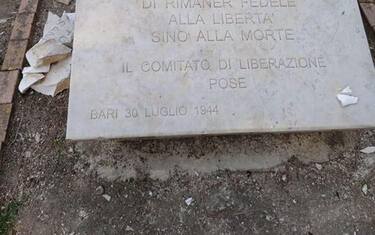 DI RIMANER FEDELE
ALLA LIBERTA'
SINO ALLA MORTE
IL COMITATO DI LIBERAZIONE
POSE
BARI 30 LUGLIO 1944